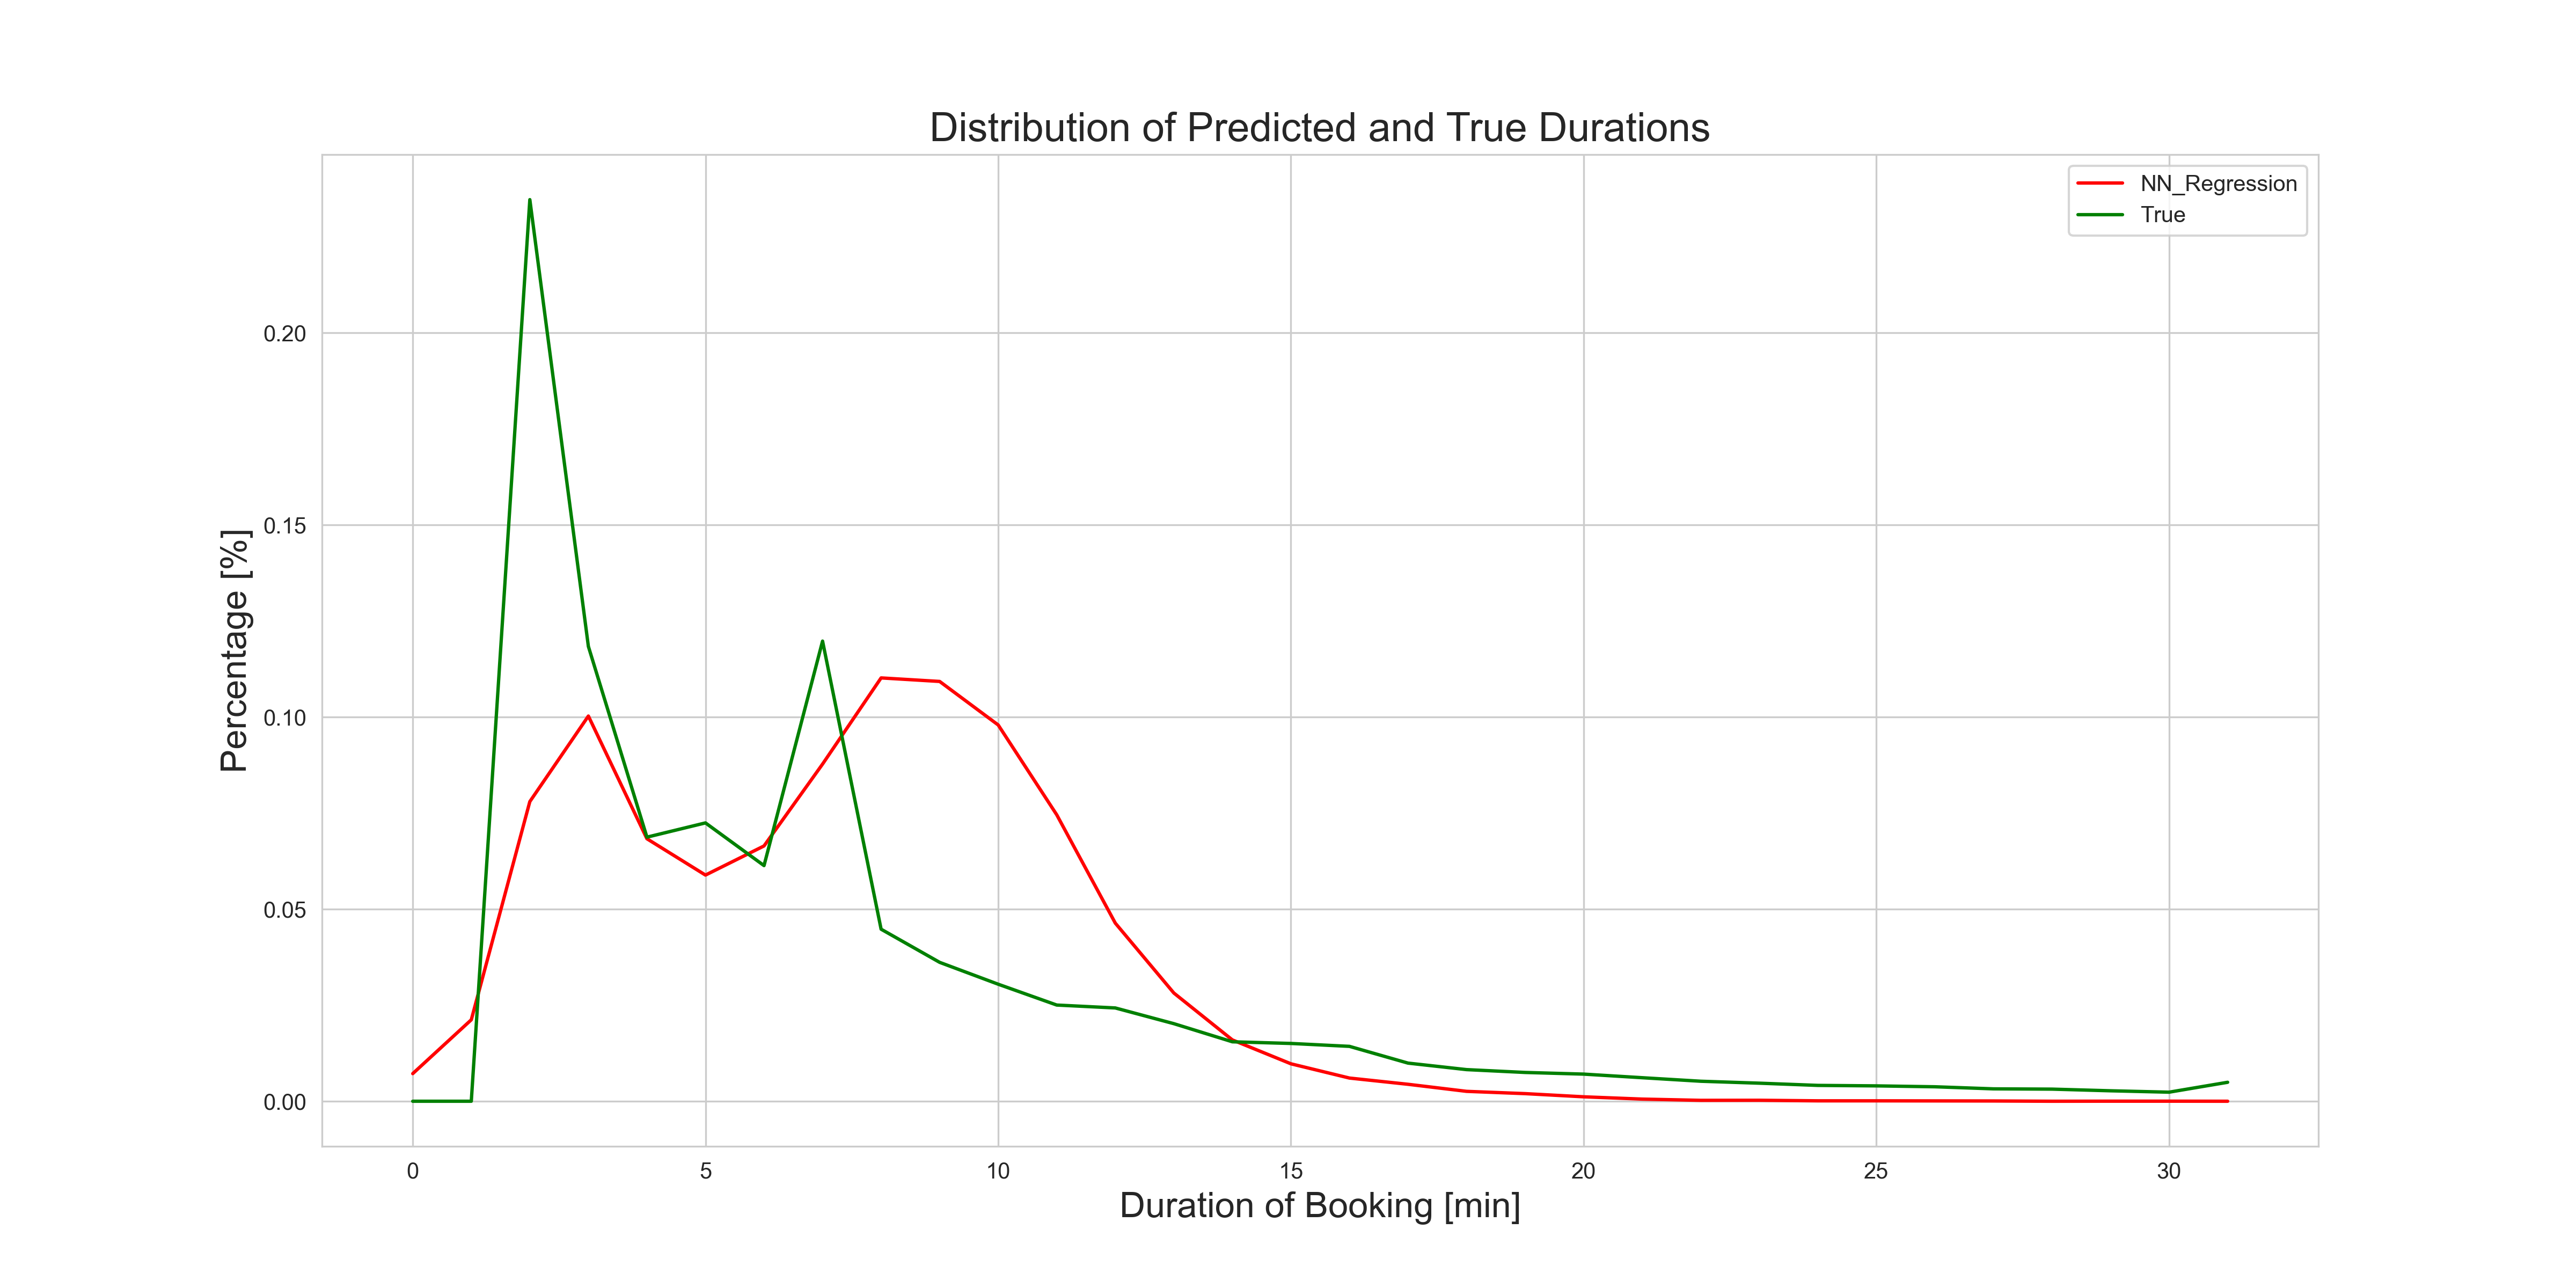 Distribution of Predicted and True Durations
NN_Regression
True
Percentage [%]
0.20
0.15
0.10
0.05
0.00
0 5 10 15 20 25 30
Duration of Booking [min]